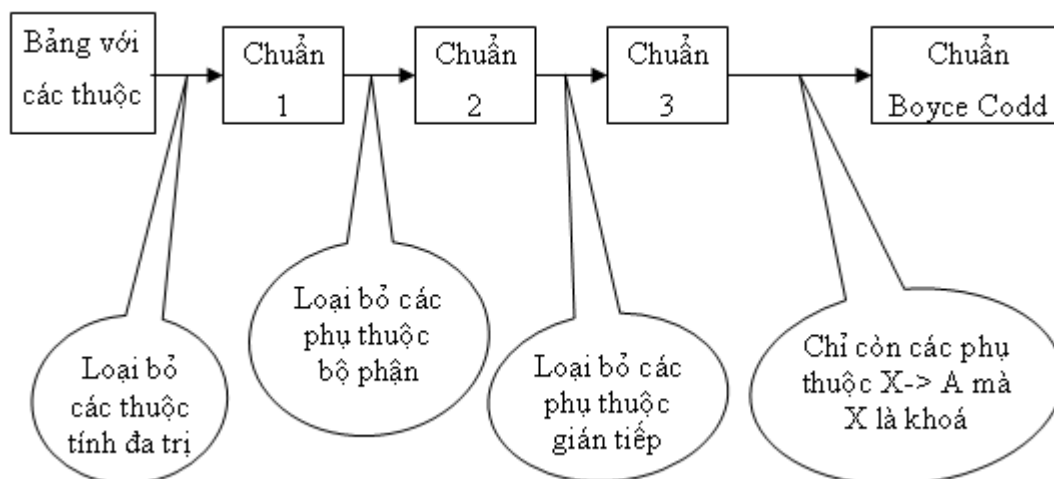 Bảng với
các thuộc
Chuẩn
1
Chuẩn
2
Chuẩn
3
Chuẩn
Boyce Codd
Loại bỏ
các thuộc
tính đa trị
Loại bỏ các
phụ thuộc
bộ phận
Loại bỏ các
phụ thuộc
gián tiếp
Chỉ còn các phụ
thuộc X-> A mà
X là khoá